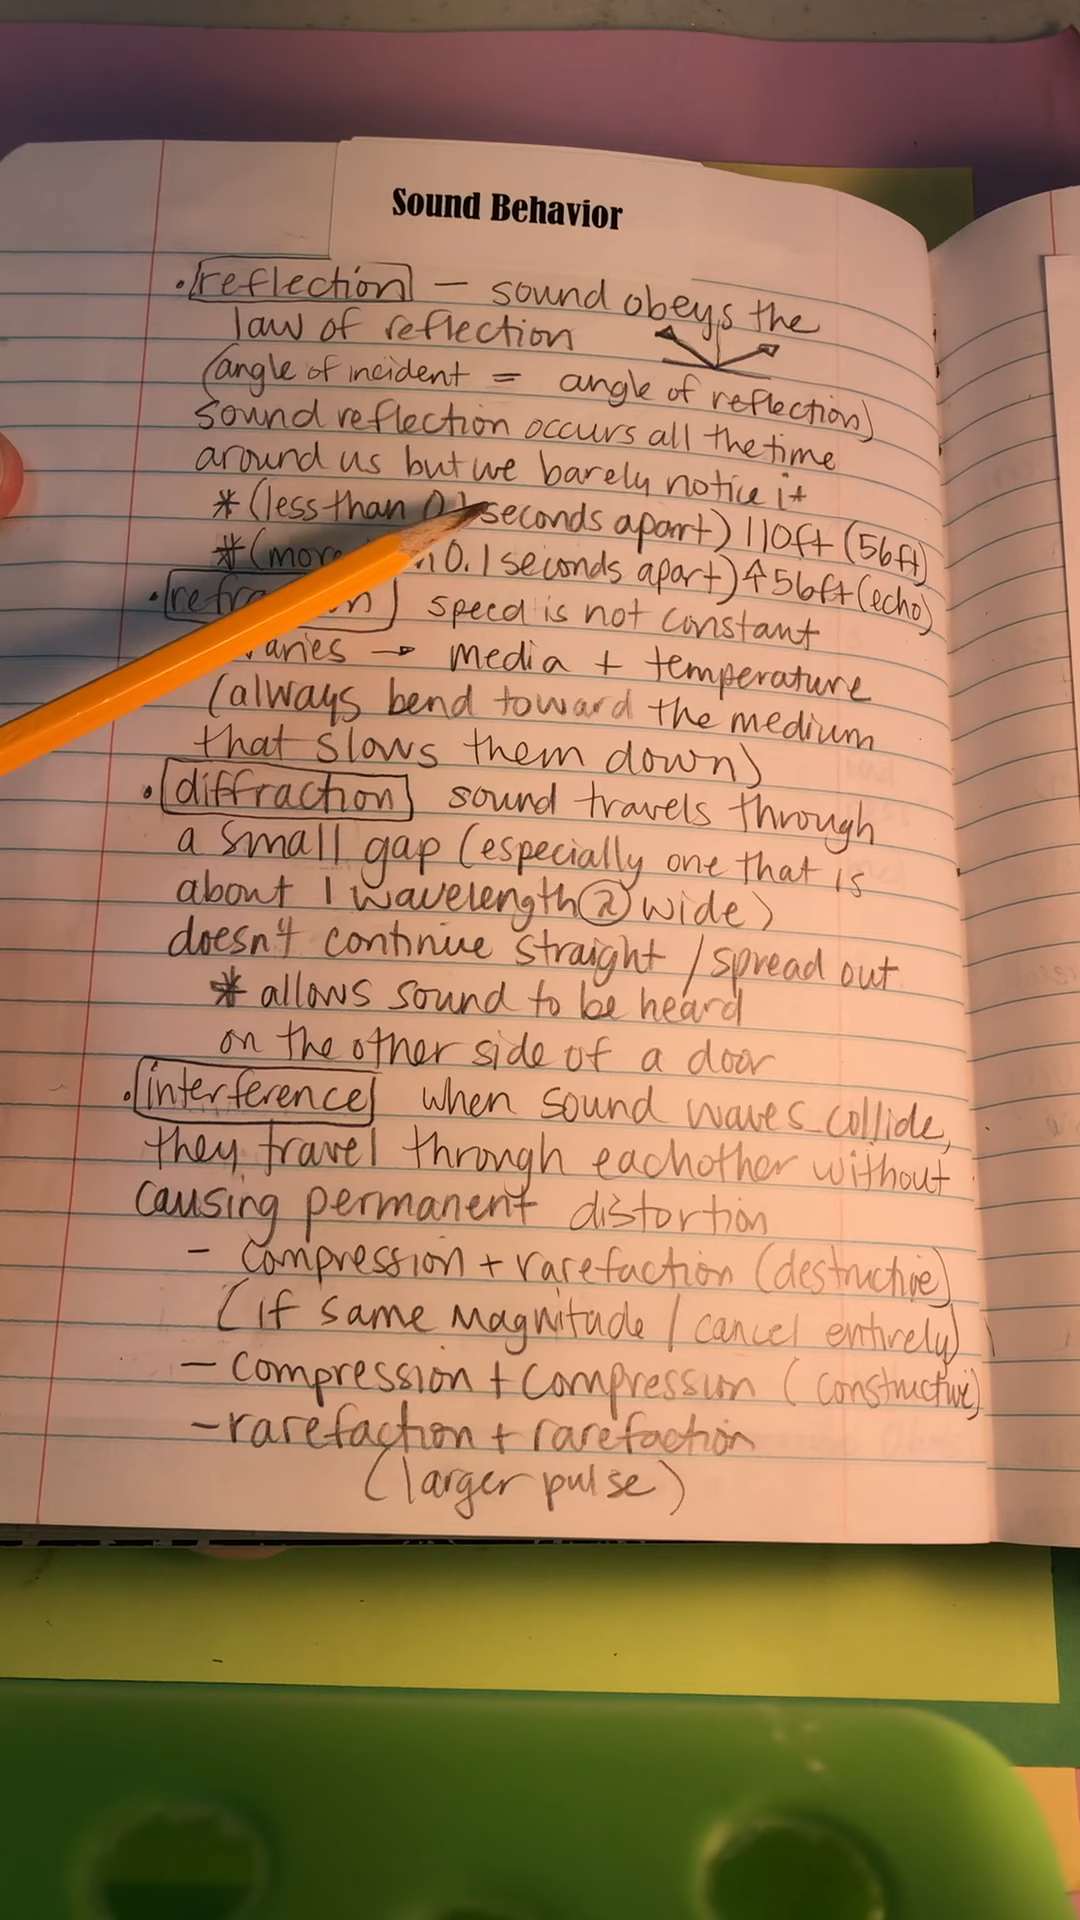 Sound Behavior
• reflection – sound obeys the
law of reflection
(angle of incident = angle of reflection)
sound reflection occurs all the time
around us but we barely notice it
* (less than 0.1 seconds apart) 110ft (56ft)
* (more 0.1 seconds apart) ↑56ft (echo)
• speed is not constant
varies → media + temperature
(always bend toward the medium
that slows them down)
• diffraction sound travels through
a small gap (especially one that is
about 1 wavelength λ wide)
doesn't continue straight / spread out
* allows sound to be heard
on the other side of a door
• interference when sound waves collide,
they travel through eachother without
causing permanent distortion
- compression + rarefaction (destructive)
(if same magnitude / cancel entirely)
- compression + compression (constructive)
- rarefaction + rarefaction
(larger pulse)